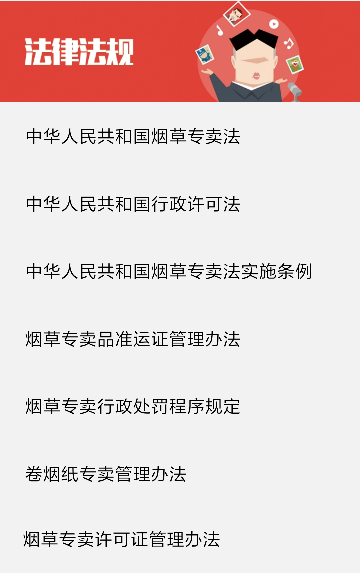 法律法规
中华人民共和国烟草专卖法
中华人民共和国行政许可法
中华人民共和国烟草专卖法实施条例
烟草专卖品准运证管理办法
烟草专卖行政处罚程序规定
卷烟纸专卖管理办法
烟草专卖许可证管理办法